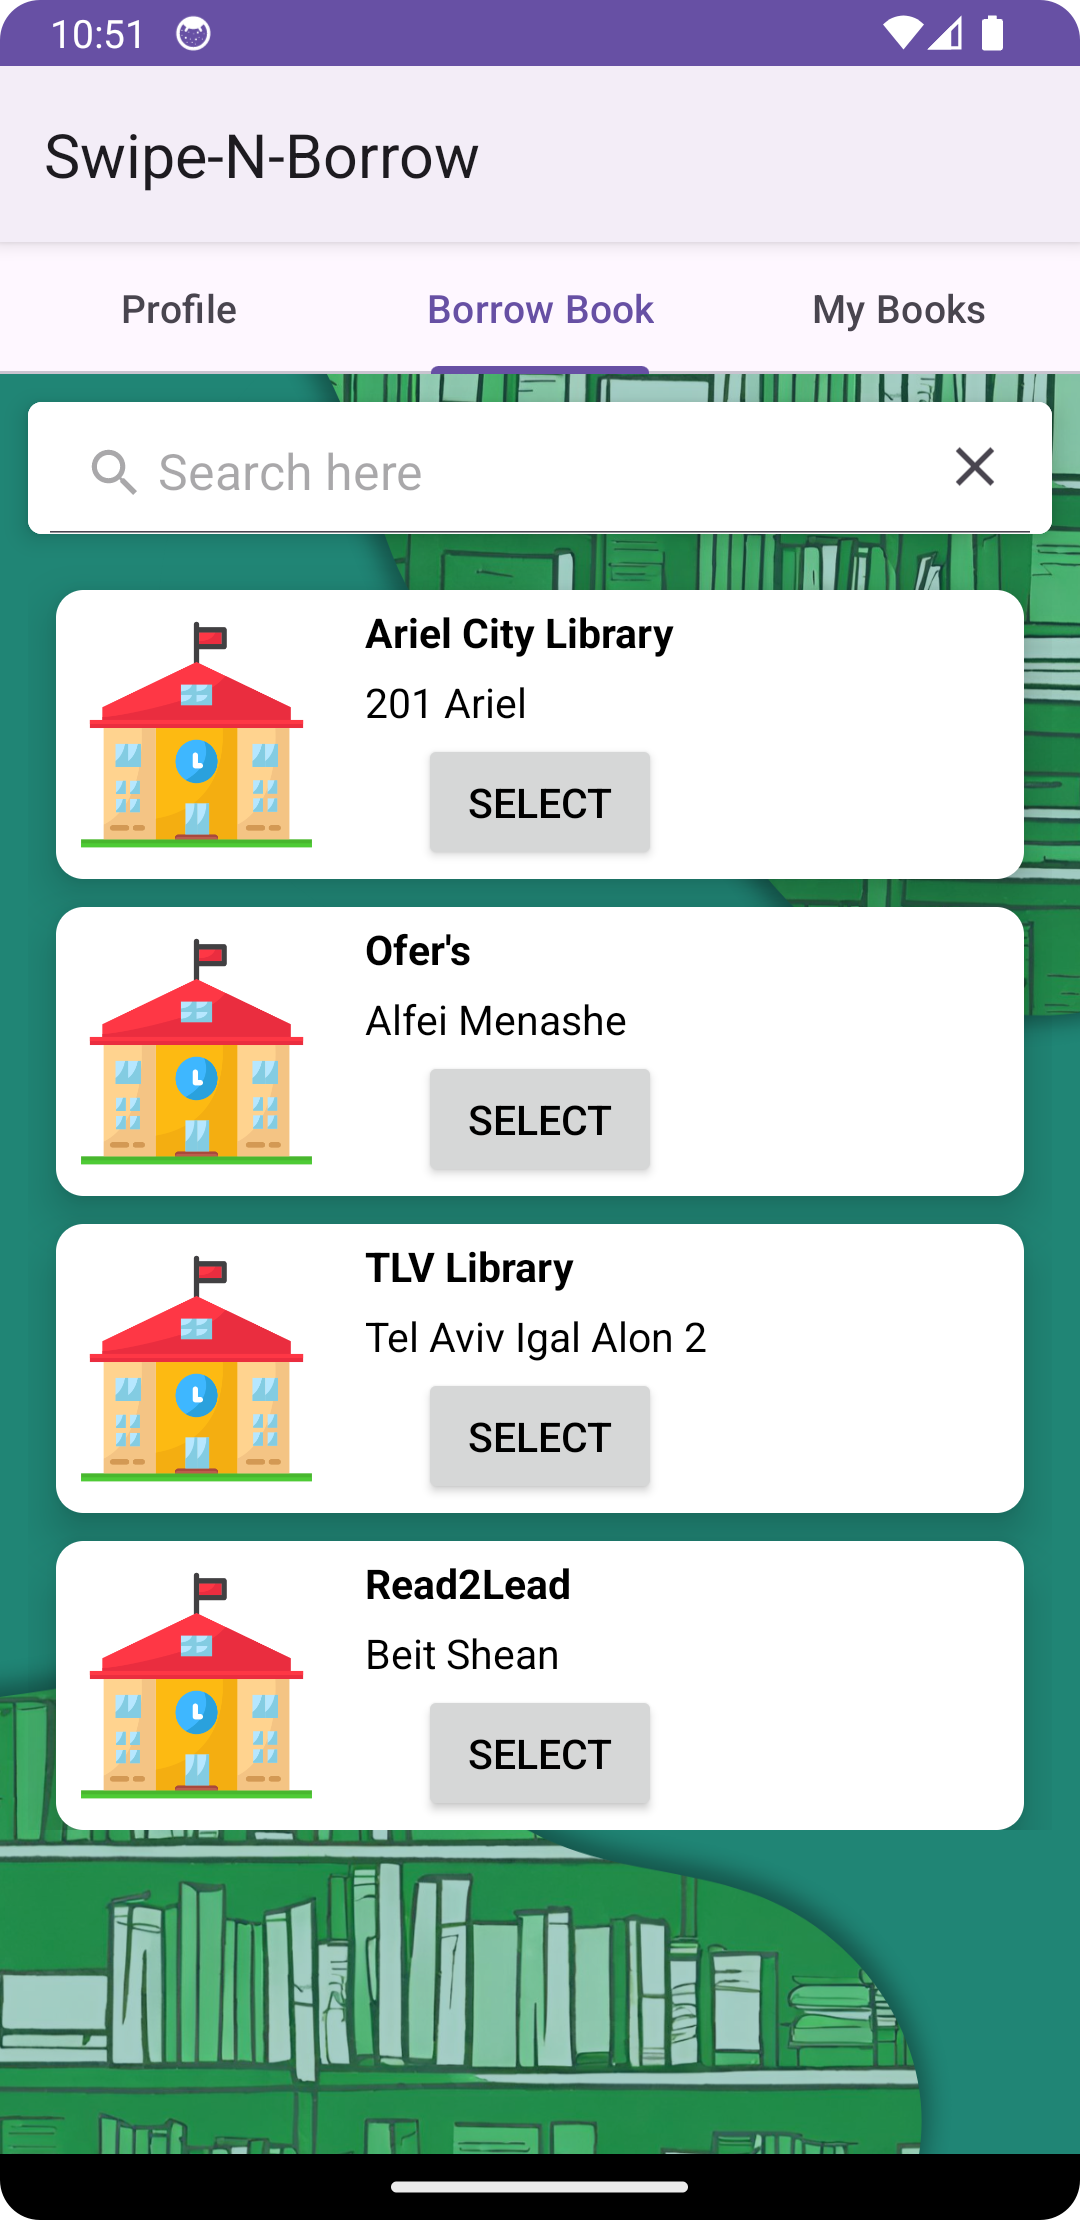 10:51
Swipe-N-Borrow
Profile Borrow Book My Books
Search here
Ariel City Library
201 Ariel
SELECT
Ofer's
Alfei Menashe
SELECT
TLV Library
Tel Aviv Igal Alon 2
SELECT
Read2Lead
Beit Shean
SELECT